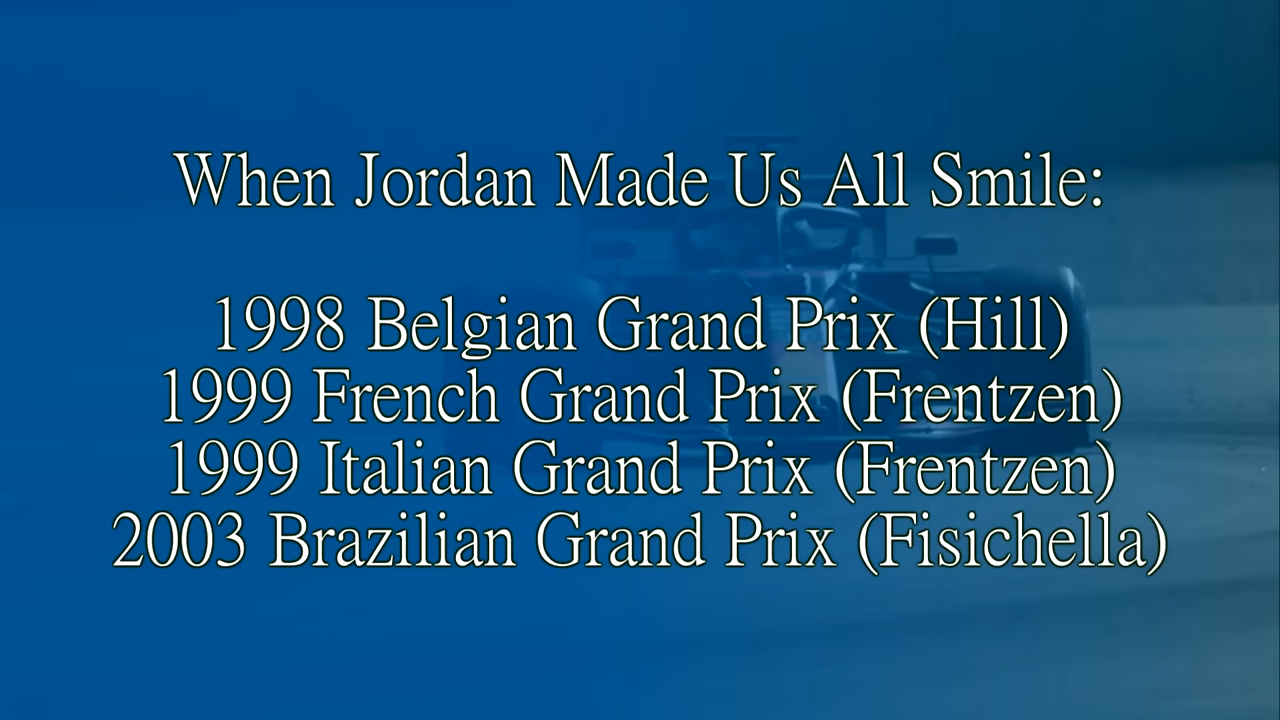 When Jordan Made Us All Smile:
1998 Belgian Grand Prix (Hill)
1999 French Grand Prix (Frentzen)
1999 Italian Grand Prix (Frentzen)
2003 Brazilian Grand Prix (Fisichella)